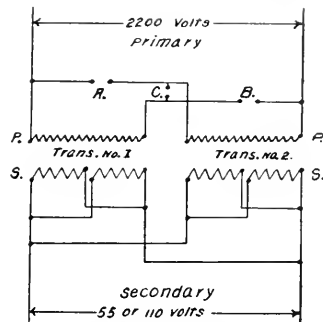 2200 Volts
Primary
R. C. B.
P. P.
Trans. No. 1 Trans. No. 2.
S. S.
Secondary
55 or 110 volts